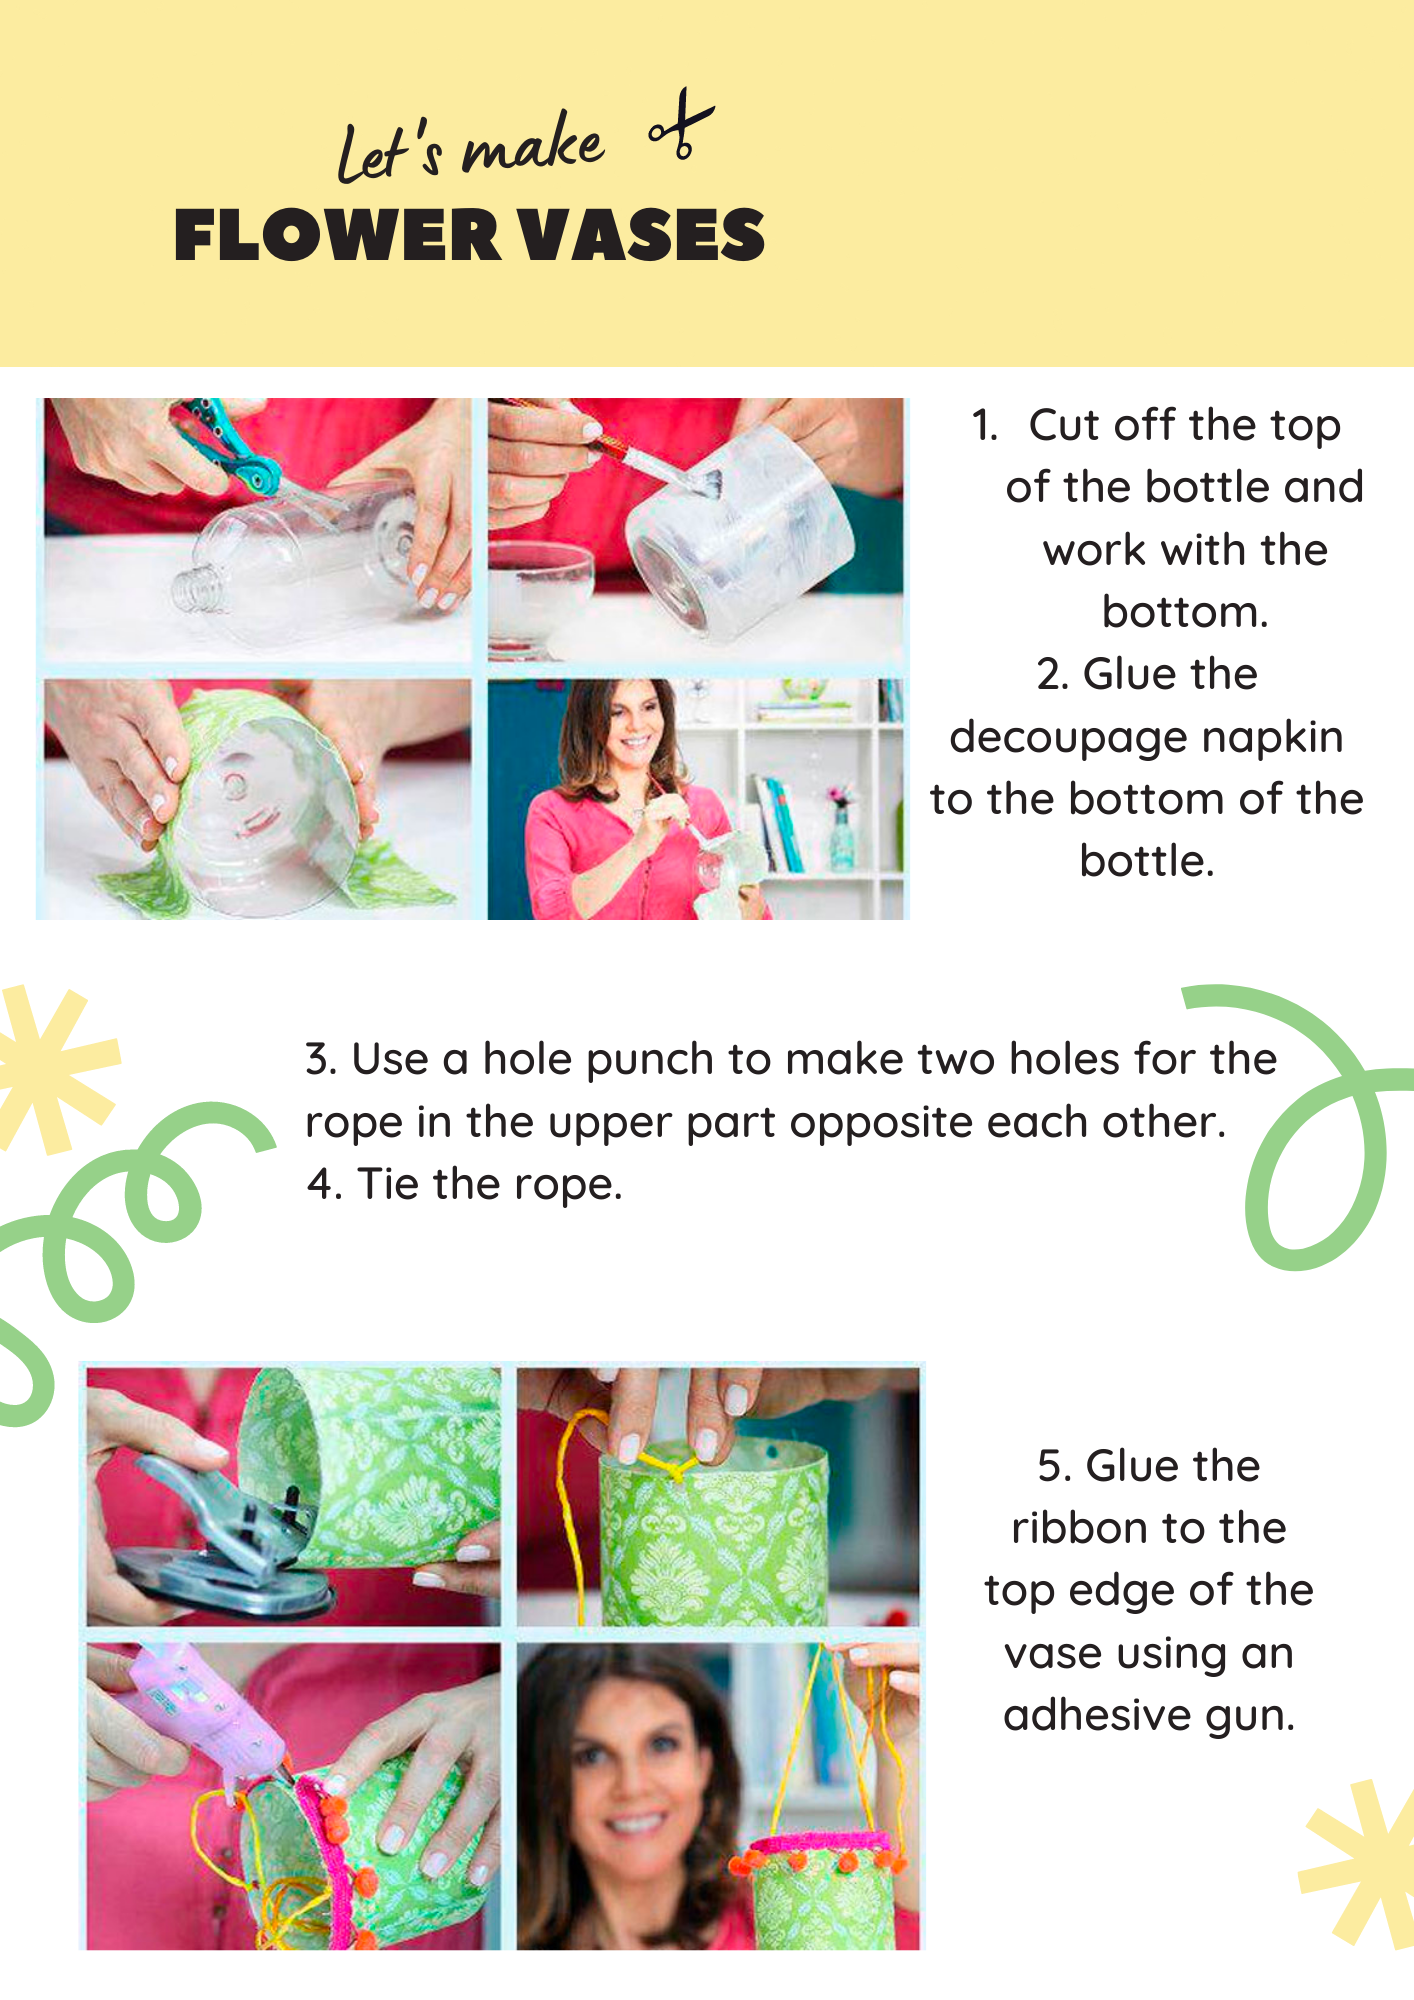 Let's make
FLOWER VASES
1. Cut off the top
of the bottle and
work with the
bottom.
2. Glue the
decoupage napkin
to the bottom of the
bottle.
3. Use a hole punch to make two holes for the
rope in the upper part opposite each other.
4. Tie the rope.
5. Glue the
ribbon to the
top edge of the
vase using an
adhesive gun.